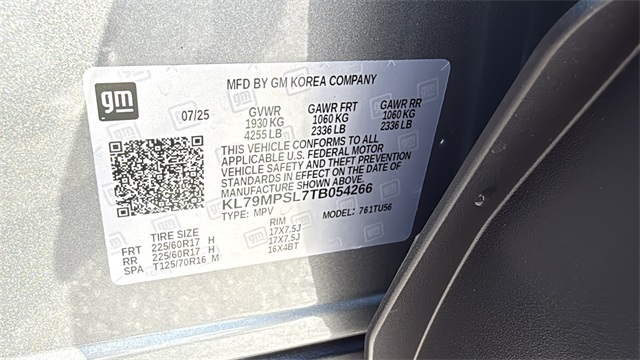 MFD BY GM KOREA COMPANY
gm
07/25
GVWR GAWR FRT GAWR RR
1930 KG 1060 KG 1060 KG
4255 LB 2336 LB 2336 LB
THIS VEHICLE CONFORMS TO ALL
APPLICABLE U.S. FEDERAL MOTOR
VEHICLE SAFETY AND THEFT PREVENTION
STANDARDS IN EFFECT ON THE DATE OF
MANUFACTURE SHOWN ABOVE.
KL79MPSL7TB054266
TYPE: MPV MODEL: 761TU56
TIRE SIZE RIM
FRT 225/60R17 H 17X7.5J
RR 225/60R17 H 17X7.5J
SPA T125/70R16 M 16X4BT